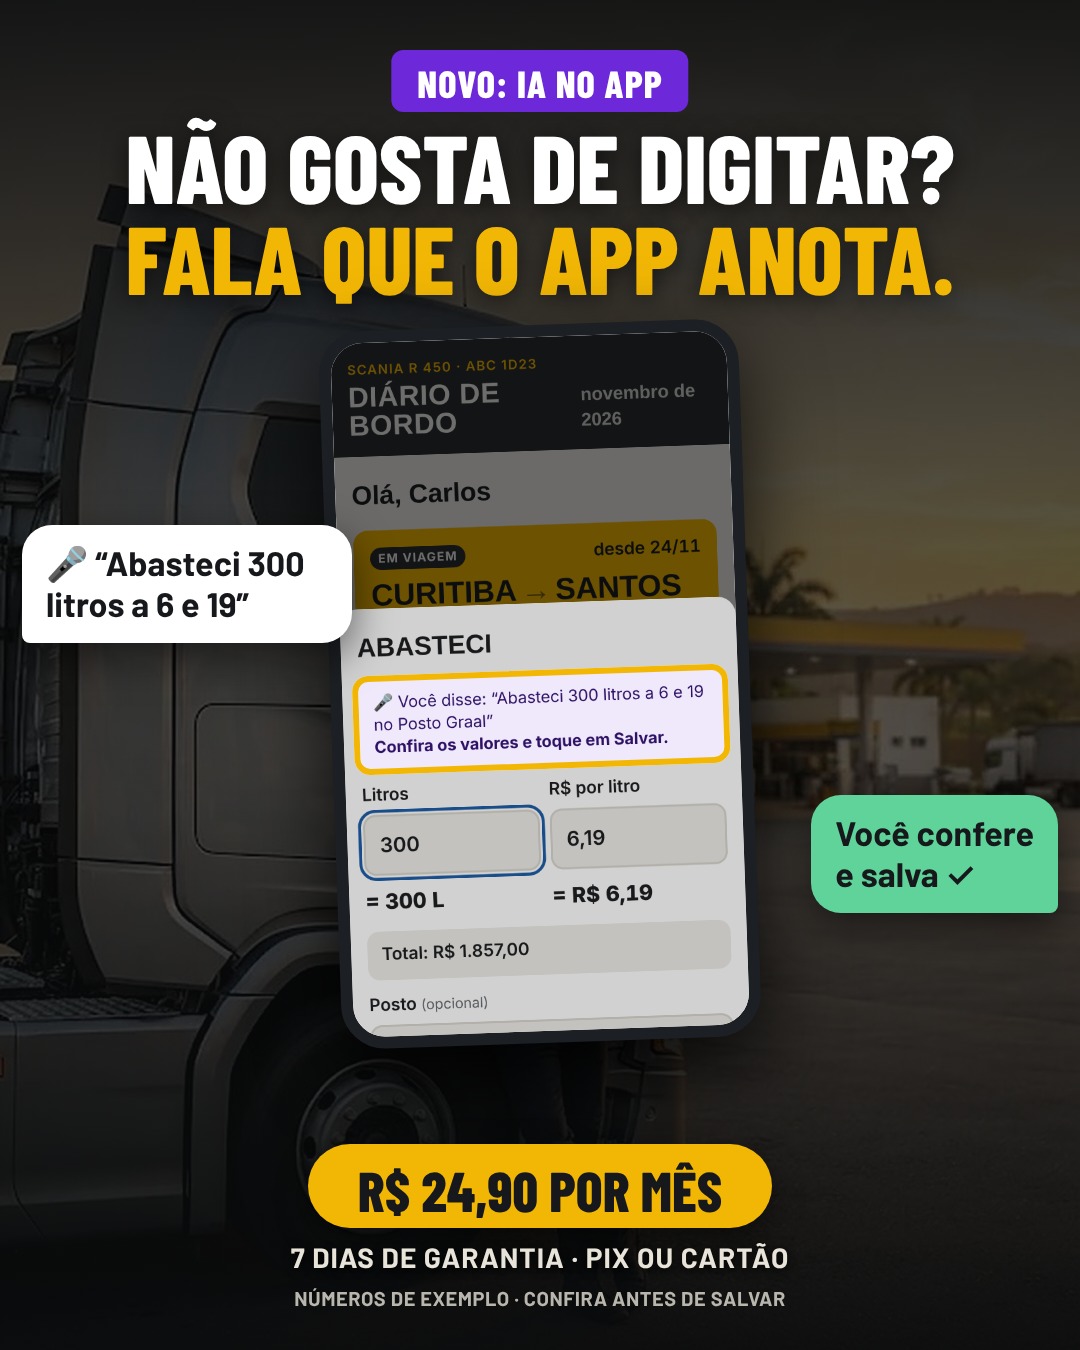 NOVO: IA NO APP
NÃO GOSTA DE DIGITAR?
FALA QUE O APP ANOTA.
SCANIA R 450 · ABC 1D23
DIÁRIO DE
BORDO
novembro de
2026
Olá, Carlos
EM VIAGEM
desde 24/11
CURITIBA → SANTOS
🎤 “Abasteci 300
litros a 6 e 19”
ABASTECI
🎤 Você disse: “Abasteci 300 litros a 6 e 19
no Posto Graal”
Confira os valores e toque em Salvar.
Litros
R$ por litro
300
6,19
= 300 L
= R$ 6,19
Total: R$ 1.857,00
Posto (opcional)
Você confere
e salva ✓
R$ 24,90 POR MÊS
7 DIAS DE GARANTIA · PIX OU CARTÃO
NÚMEROS DE EXEMPLO · CONFIRA ANTES DE SALVAR